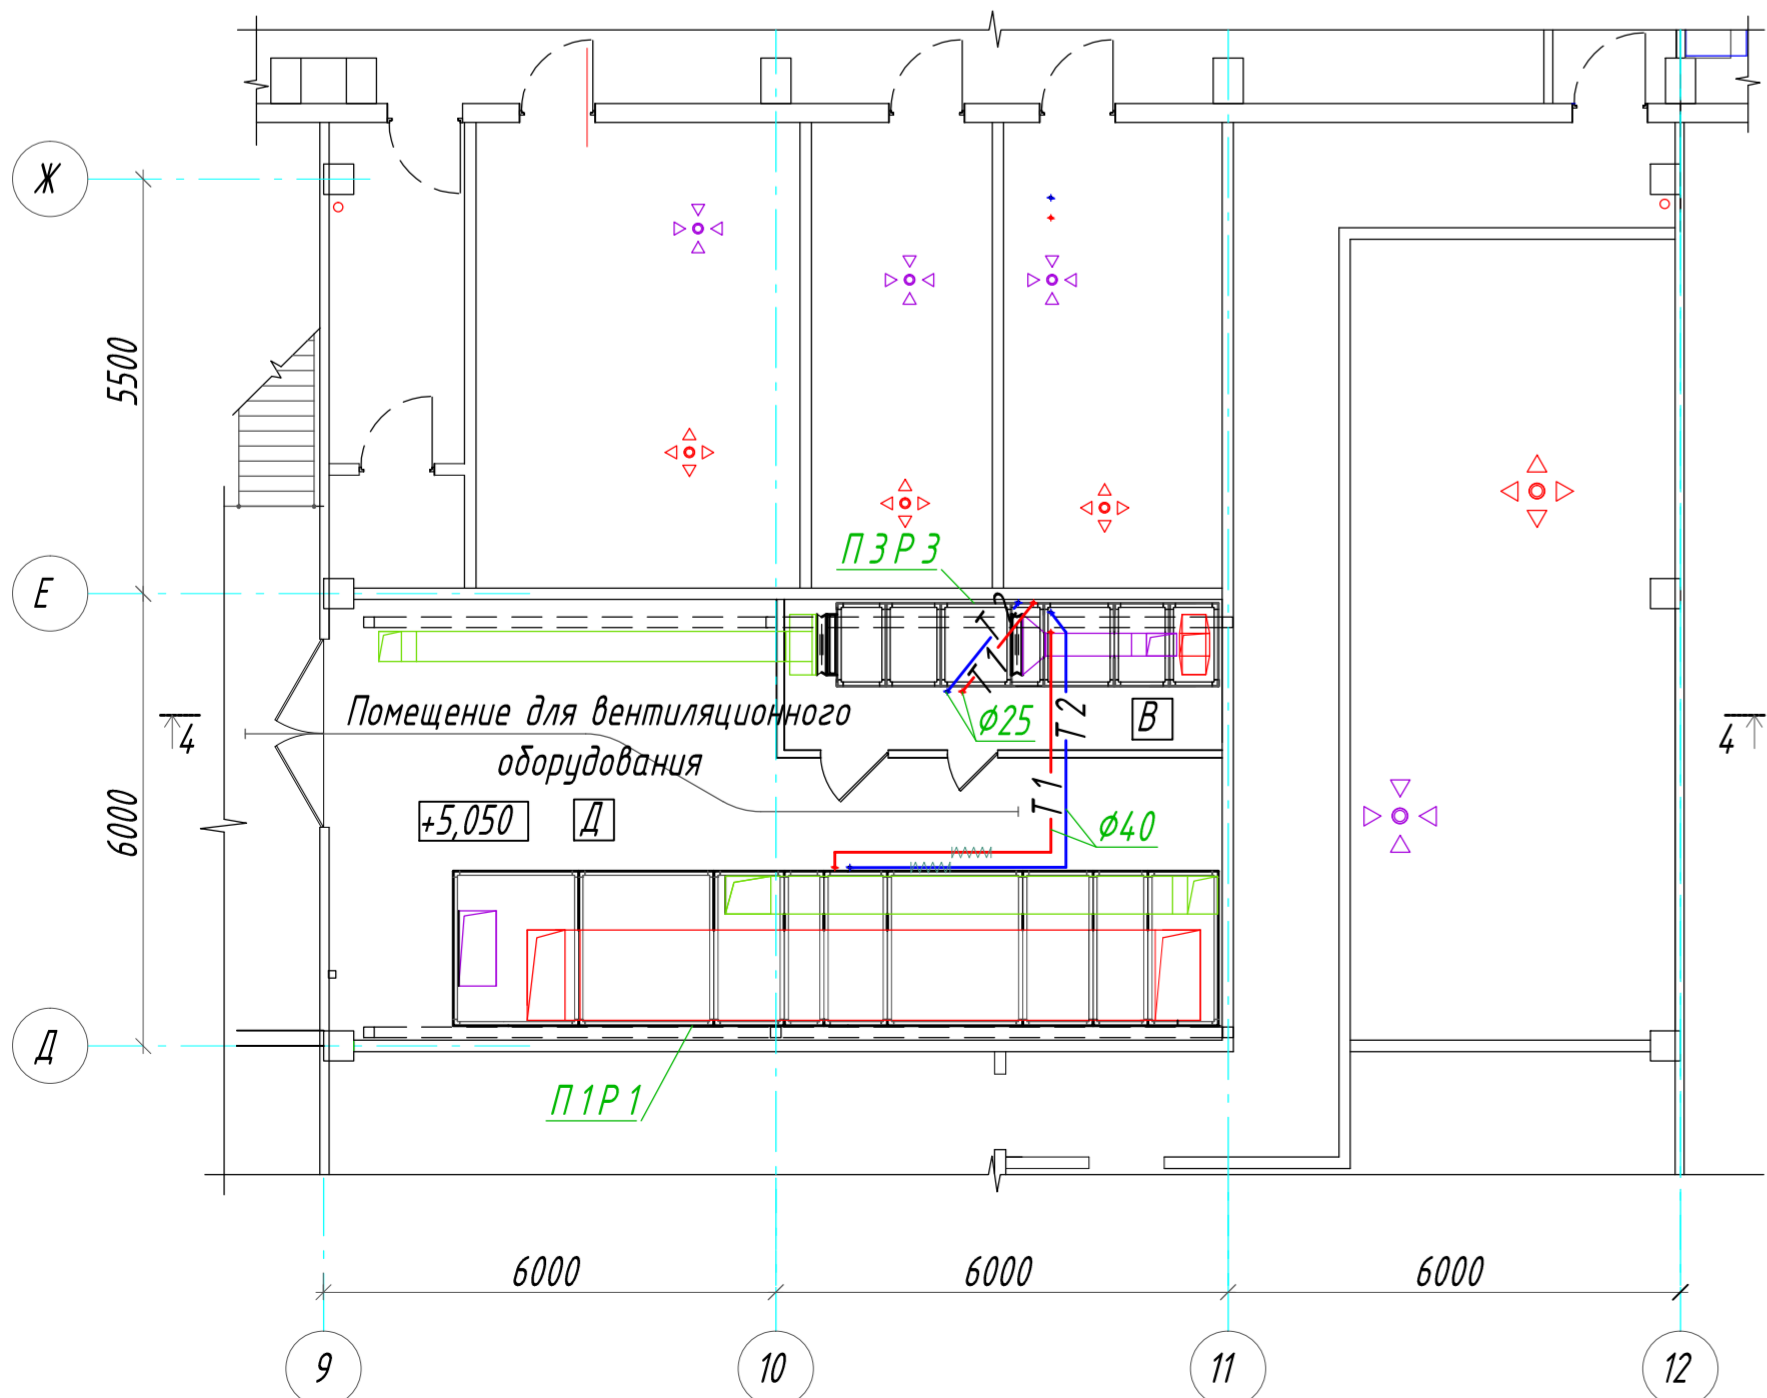 Ж
5500
Е
П3Р3
Т2
Т1
Ø25
Т2
В
Помещение для вентиляционного
оборудования
4
4
6000
+5,050
Д
Т1
Ø40
Д
П1Р1
6000
6000
6000
9
10
11
12